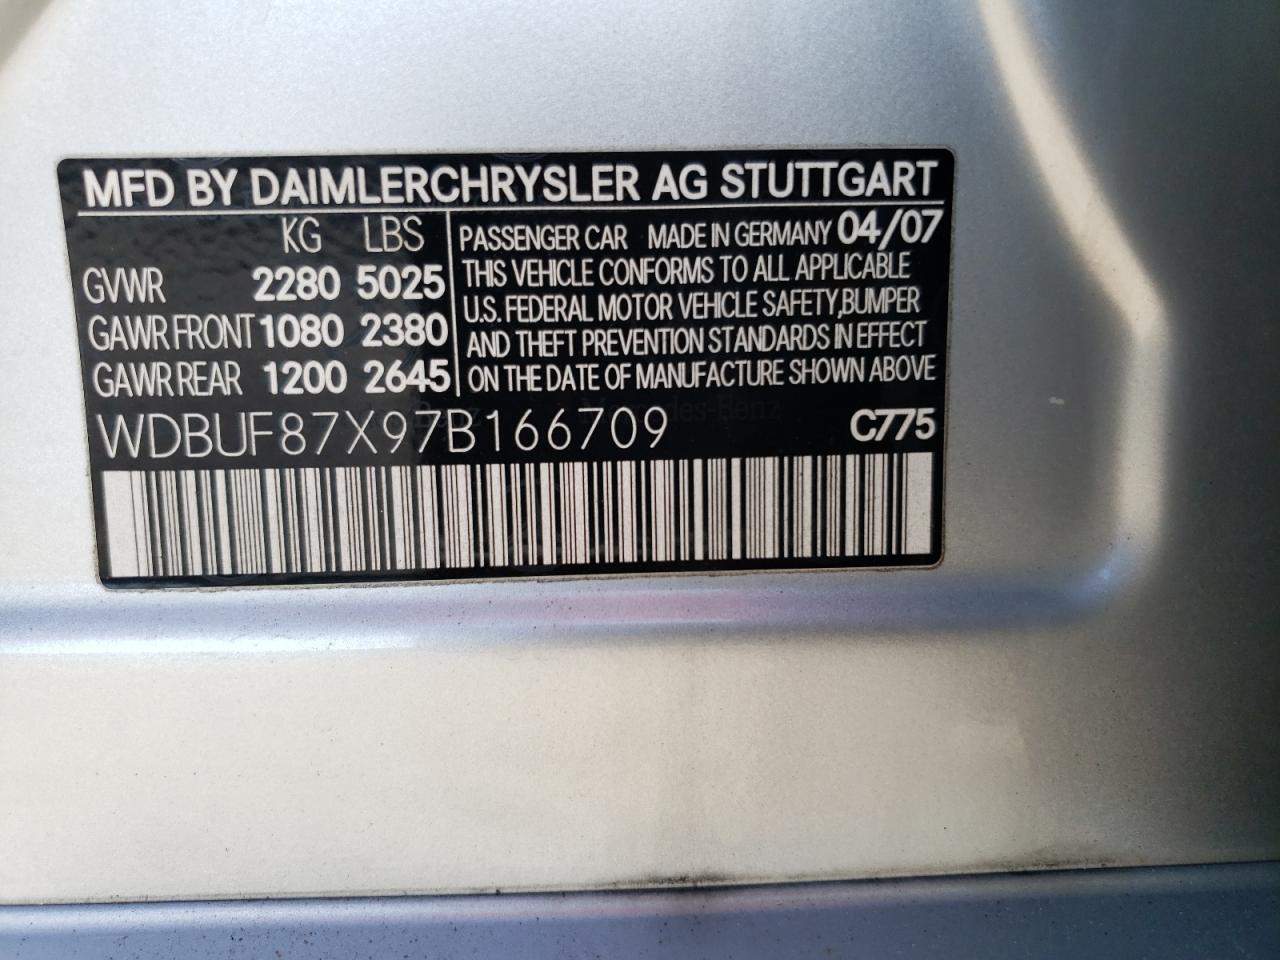 MFD BY DAIMLERCHRYSLER AG STUTTGART
KG LBS
GVWR 2280 5025
GAWR FRONT 1080 2380
GAWR REAR 1200 2645
PASSENGER CAR MADE IN GERMANY 04/07
THIS VEHICLE CONFORMS TO ALL APPLICABLE
U.S. FEDERAL MOTOR VEHICLE SAFETY,BUMPER
AND THEFT PREVENTION STANDARDS IN EFFECT
ON THE DATE OF MANUFACTURE SHOWN ABOVE
Mercedes-Benz
WDBUF87X97B166709 C775